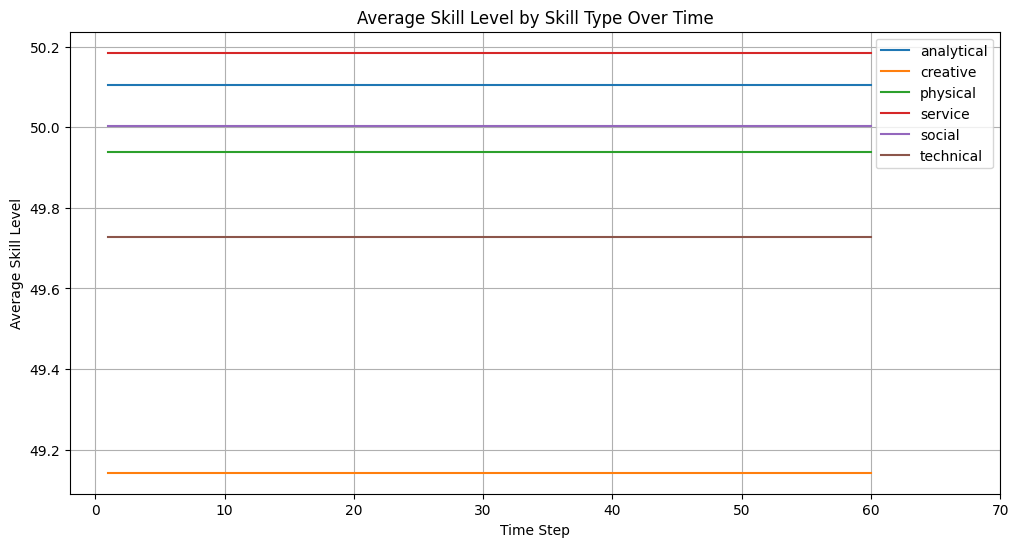 Average Skill Level by Skill Type Over Time
50.2
50.0
49.8
49.6
49.4
49.2
Average Skill Level
analytical
creative
physical
service
social
technical
0 10 20 30 40 50 60 70
Time Step